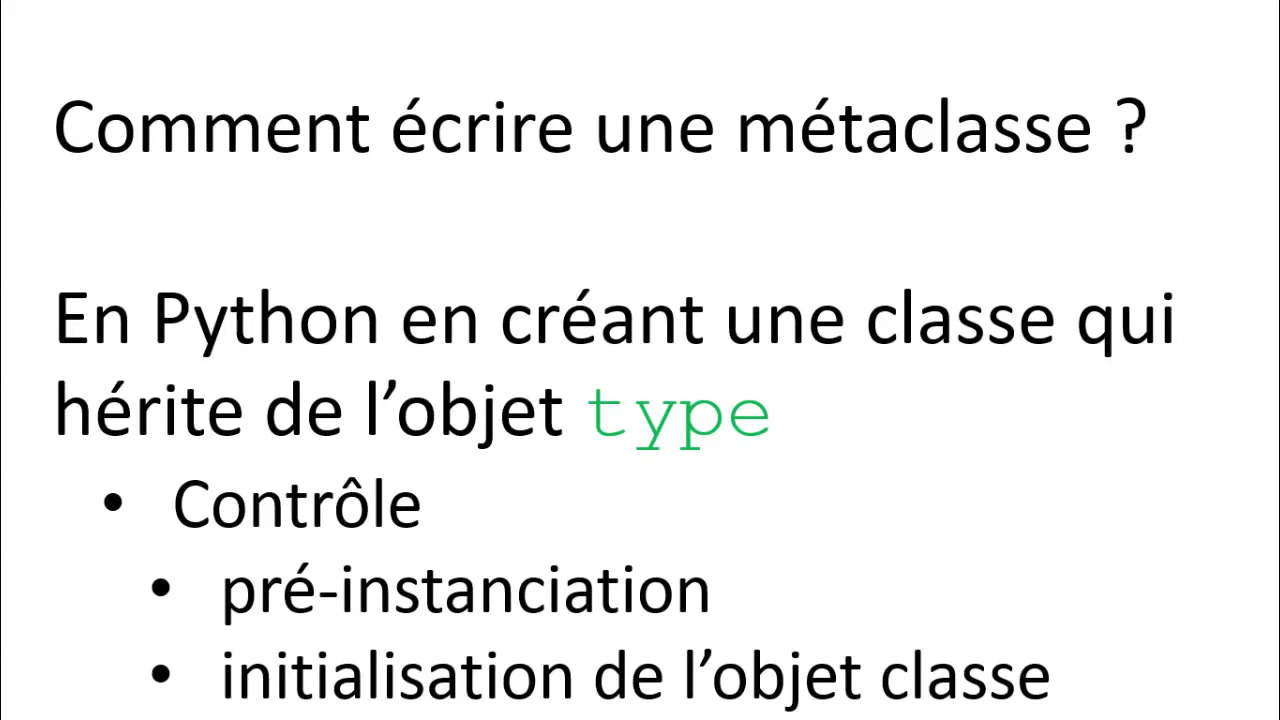 Comment écrire une métaclasse ?
En Python en créant une classe qui
hérite de l’objet type
• Contrôle
• pré-instanciation
• initialisation de l’objet classe